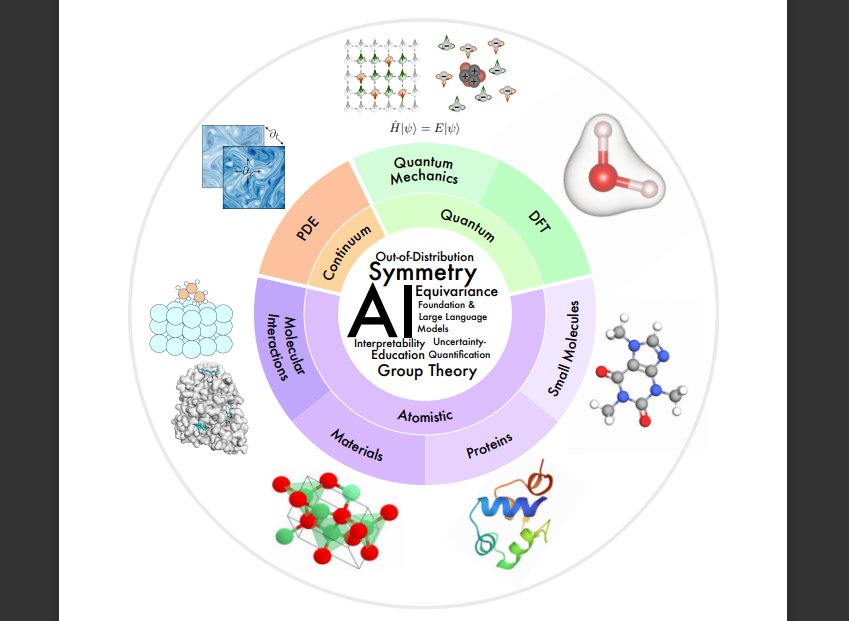 Ĥ|ψ⟩ = E|ψ⟩
∂t
Quantum
Mechanics
DFT
PDE
Continuum
Quantum
Out-of-Distribution
Symmetry
AI
Equivariance
Foundation &
Large Language
Models
Interpretability Uncertainty-
Education Quantification
Group Theory
Molecular
Interactions
Small Molecules
Atomistic
Materials
Proteins